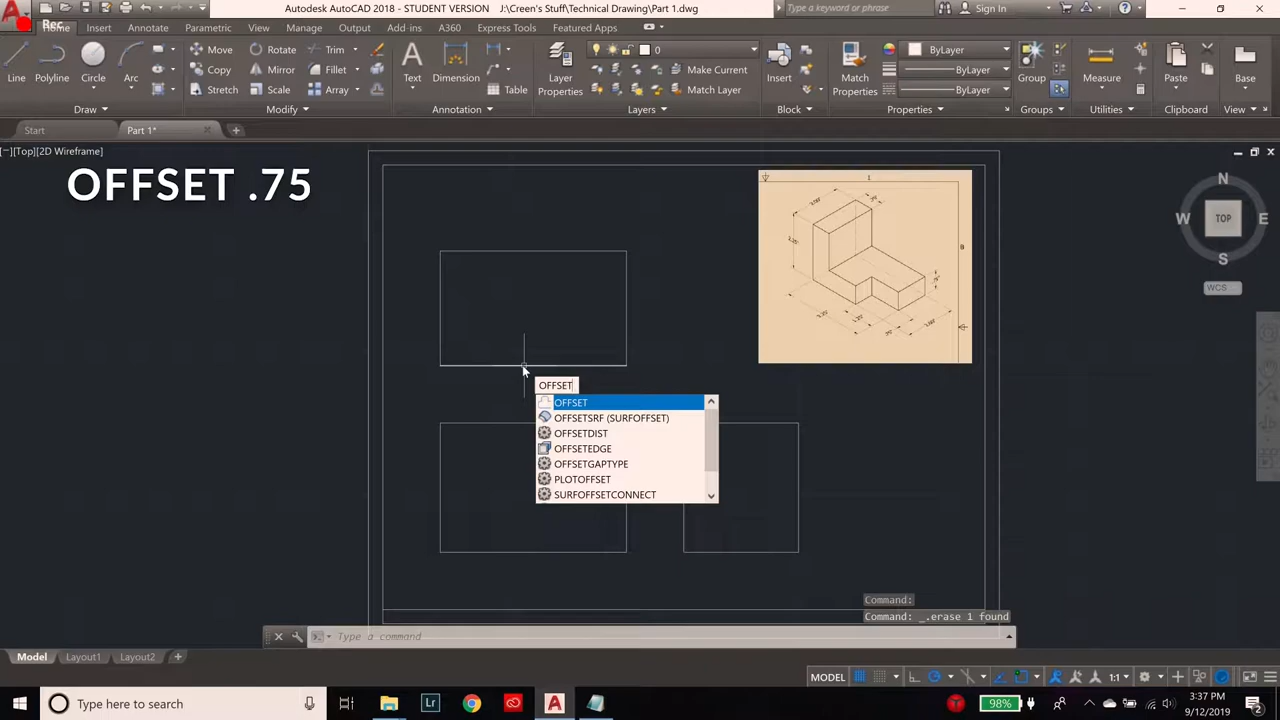 Autodesk AutoCAD 2018 - STUDENT VERSION J:\Creen's Stuff\Technical Drawing\Part 1.dwg
Type a keyword or phrase
Sign In
Rec
Home Insert Annotate Parametric View Manage Output Add-ins A360 Express Tools Featured Apps
Line Polyline Circle Arc
Move Rotate Trim
Copy Mirror Fillet
Stretch Scale Array
Text Dimension
Table
Layer Properties
0
Make Current
Match Layer
Insert
Match Properties
ByLayer
ByLayer
ByLayer
Group
Measure
Paste
Base
Draw Modify Annotation Layers Block Properties Groups Utilities Clipboard View
Start Part 1*
[−][Top][2D Wireframe]
OFFSET .75
N
W TOP E
S
WCS
1
B
OFFSET
OFFSET
OFFSETSRF (SURFOFFSET)
OFFSETDIST
OFFSETEDGE
OFFSETGAPTYPE
PLOTOFFSET
SURFOFFSETCONNECT
Command:
Command: _.erase 1 found
Type a command
Model Layout1 Layout2
MODEL
1:1
Type here to search
Lr
98%
3:37 PM
9/12/2019
2